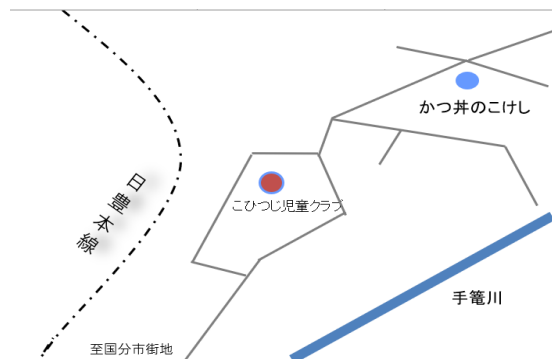 かつ丼のこけし
日豊本線
こひつじ児童クラブ
手篭川
至国分市街地